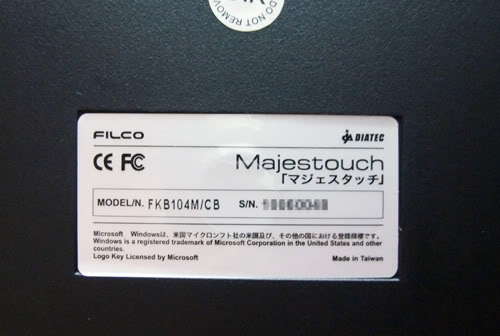 DO NOT REMOV
FILCO
DIATEC
CE FC
Majestouch
「マジェスタッチ」
MODEL/N. FKB104M/CB S/N.
Microsoft Windowsは、米国マイクロソフト社の米国及び、その他の国における登録商標です。
Windows is a registered trademark of Microsoft Corporation in the United States and other
countries.
Logo Key Licensed by Microsoft
Made in Taiwan